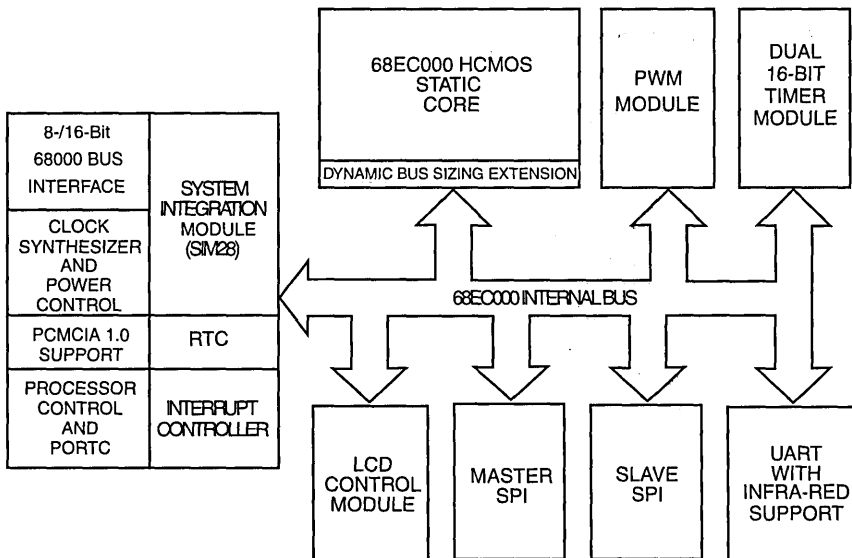 68EC000 HCMOS
STATIC
CORE
DYNAMIC BUS SIZING EXTENSION
PWM
MODULE
DUAL
16-BIT
TIMER
MODULE
8-/16-Bit
68000 BUS
INTERFACE
SYSTEM
INTEGRATION
MODULE
(SIM28)
CLOCK
SYNTHESIZER
AND
POWER
CONTROL
68EC000 INTERNAL BUS
PCMCIA 1.0
SUPPORT
RTC
PROCESSOR
CONTROL
AND
PORTC
INTERRUPT
CONTROLLER
LCD
CONTROL
MODULE
MASTER
SPI
SLAVE
SPI
UART
WITH
INFRA-RED
SUPPORT